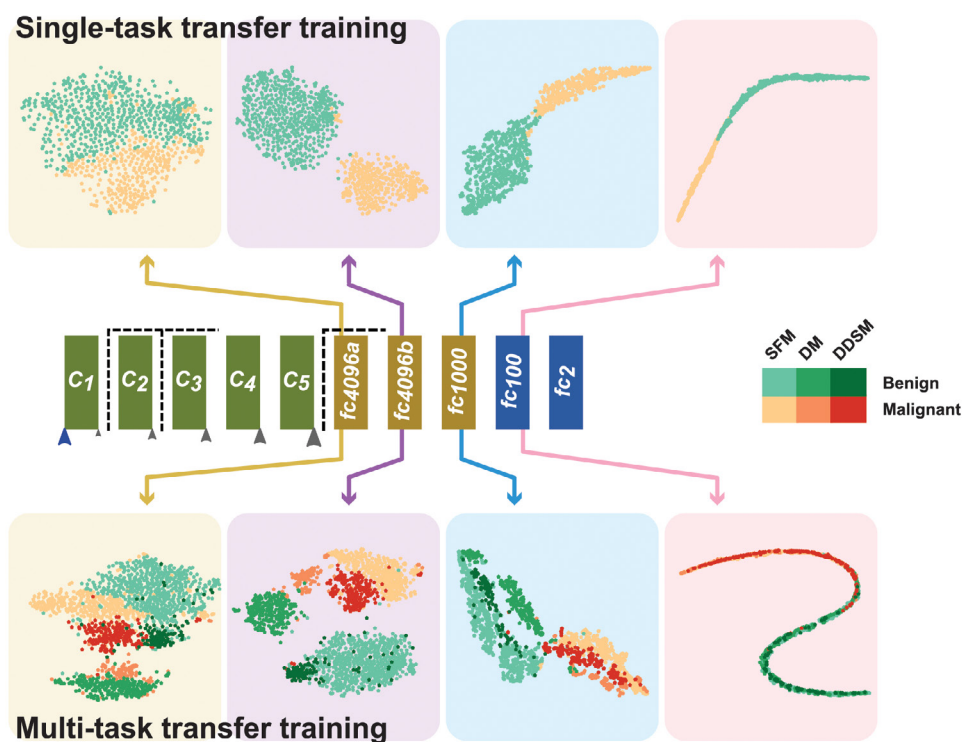 Single-task transfer training
C1
C2
C3
C4
C5
fc4096a
fc4096b
fc1000
fc100
fc2
SFM
DM
DDSM
Benign
Malignant
Multi-task transfer training